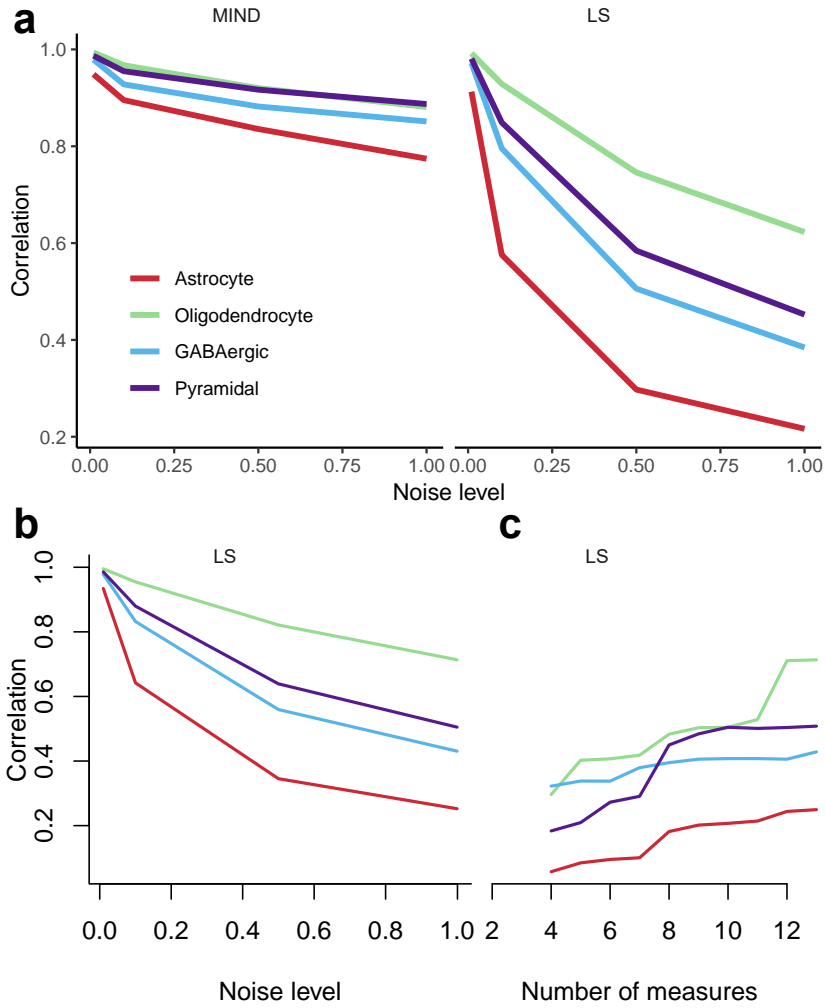 a
MIND
LS
Correlation
1.0
0.8
0.6
0.4
0.2
Astrocyte
Oligodendrocyte
GABAergic
Pyramidal
0.00 0.25 0.50 0.75 1.00
0.00 0.25 0.50 0.75 1.00
Noise level
b
LS
Correlation
1.0
0.8
0.6
0.4
0.2
0.0 0.2 0.4 0.6 0.8 1.0
Noise level
c
LS
2 4 6 8 10 12
Number of measures